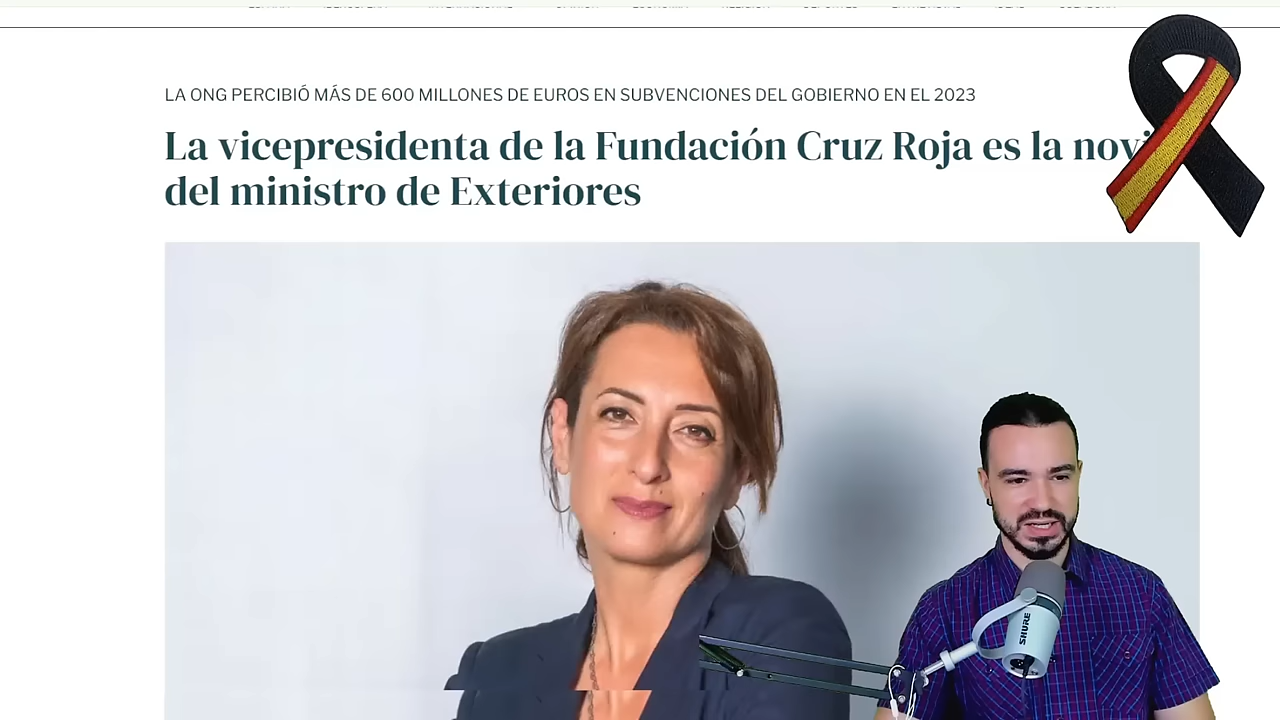 LA ONG PERCIBIÓ MÁS DE 600 MILLONES DE EUROS EN SUBVENCIONES DEL GOBIERNO EN EL 2023
La vicepresidenta de la Fundación Cruz Roja es la
del ministro de Exteriores
SHURE